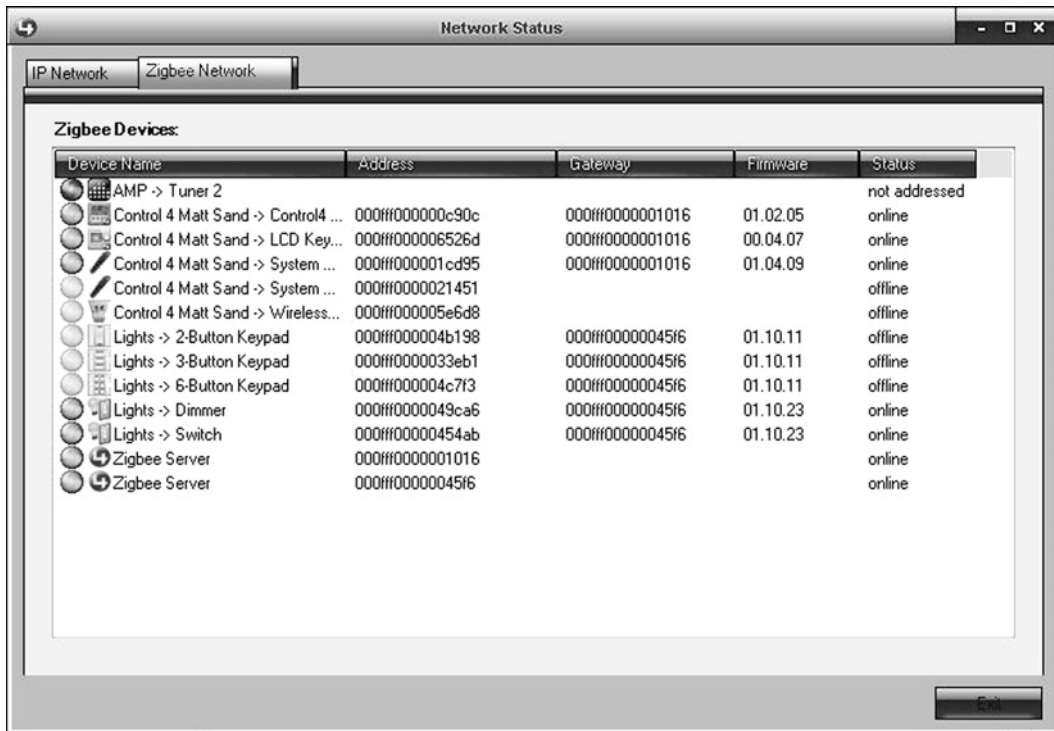 Network Status
IP Network Zigbee Network
Zigbee Devices:
Device Name Address Gateway Firmware Status
AMP -> Tuner 2 not addressed
Control 4 Matt Sand -> Control4 ... 000fff000000c90c 000fff0000001016 01.02.05 online
Control 4 Matt Sand -> LCD Key... 000fff000006526d 000fff0000001016 00.04.07 online
Control 4 Matt Sand -> System ... 000fff000001cd95 000fff0000001016 01.04.09 online
Control 4 Matt Sand -> System ... 000fff0000021451 offline
Control 4 Matt Sand -> Wireless... 000fff000005e6d8 offline
Lights -> 2-Button Keypad 000fff000004b198 000fff00000045f6 01.10.11 offline
Lights -> 3-Button Keypad 000fff0000033eb1 000fff00000045f6 01.10.11 offline
Lights -> 6-Button Keypad 000fff000004c7f3 000fff00000045f6 01.10.11 offline
Lights -> Dimmer 000fff0000049ca6 000fff00000045f6 01.10.23 online
Lights -> Switch 000fff00000454ab 000fff00000045f6 01.10.23 online
Zigbee Server 000fff0000001016 online
Zigbee Server 000fff00000045f6 online
Exit